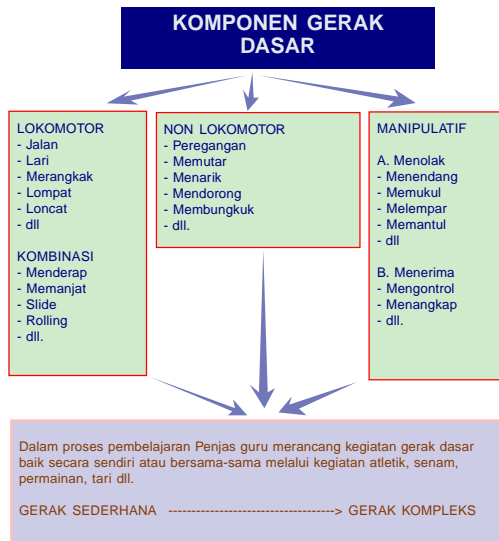 KOMPONEN GERAK
DASAR
LOKOMOTOR
- Jalan
- Lari
- Merangkak
- Lompat
- Loncat
- dll
KOMBINASI
- Menderap
- Memanjat
- Slide
- Rolling
- dll.
NON LOKOMOTOR
- Peregangan
- Memutar
- Menarik
- Mendorong
- Membungkuk
- dll.
MANIPULATIF
A. Menolak
- Menendang
- Memukul
- Melempar
- Memantul
- dll
B. Menerima
- Mengontrol
- Menangkap
- dll.
Dalam proses pembelajaran Penjas guru merancang kegiatan gerak dasar
baik secara sendiri atau bersama-sama melalui kegiatan atletik, senam,
permainan, tari dll.
GERAK SEDERHANA ------------------------------------> GERAK KOMPLEKS